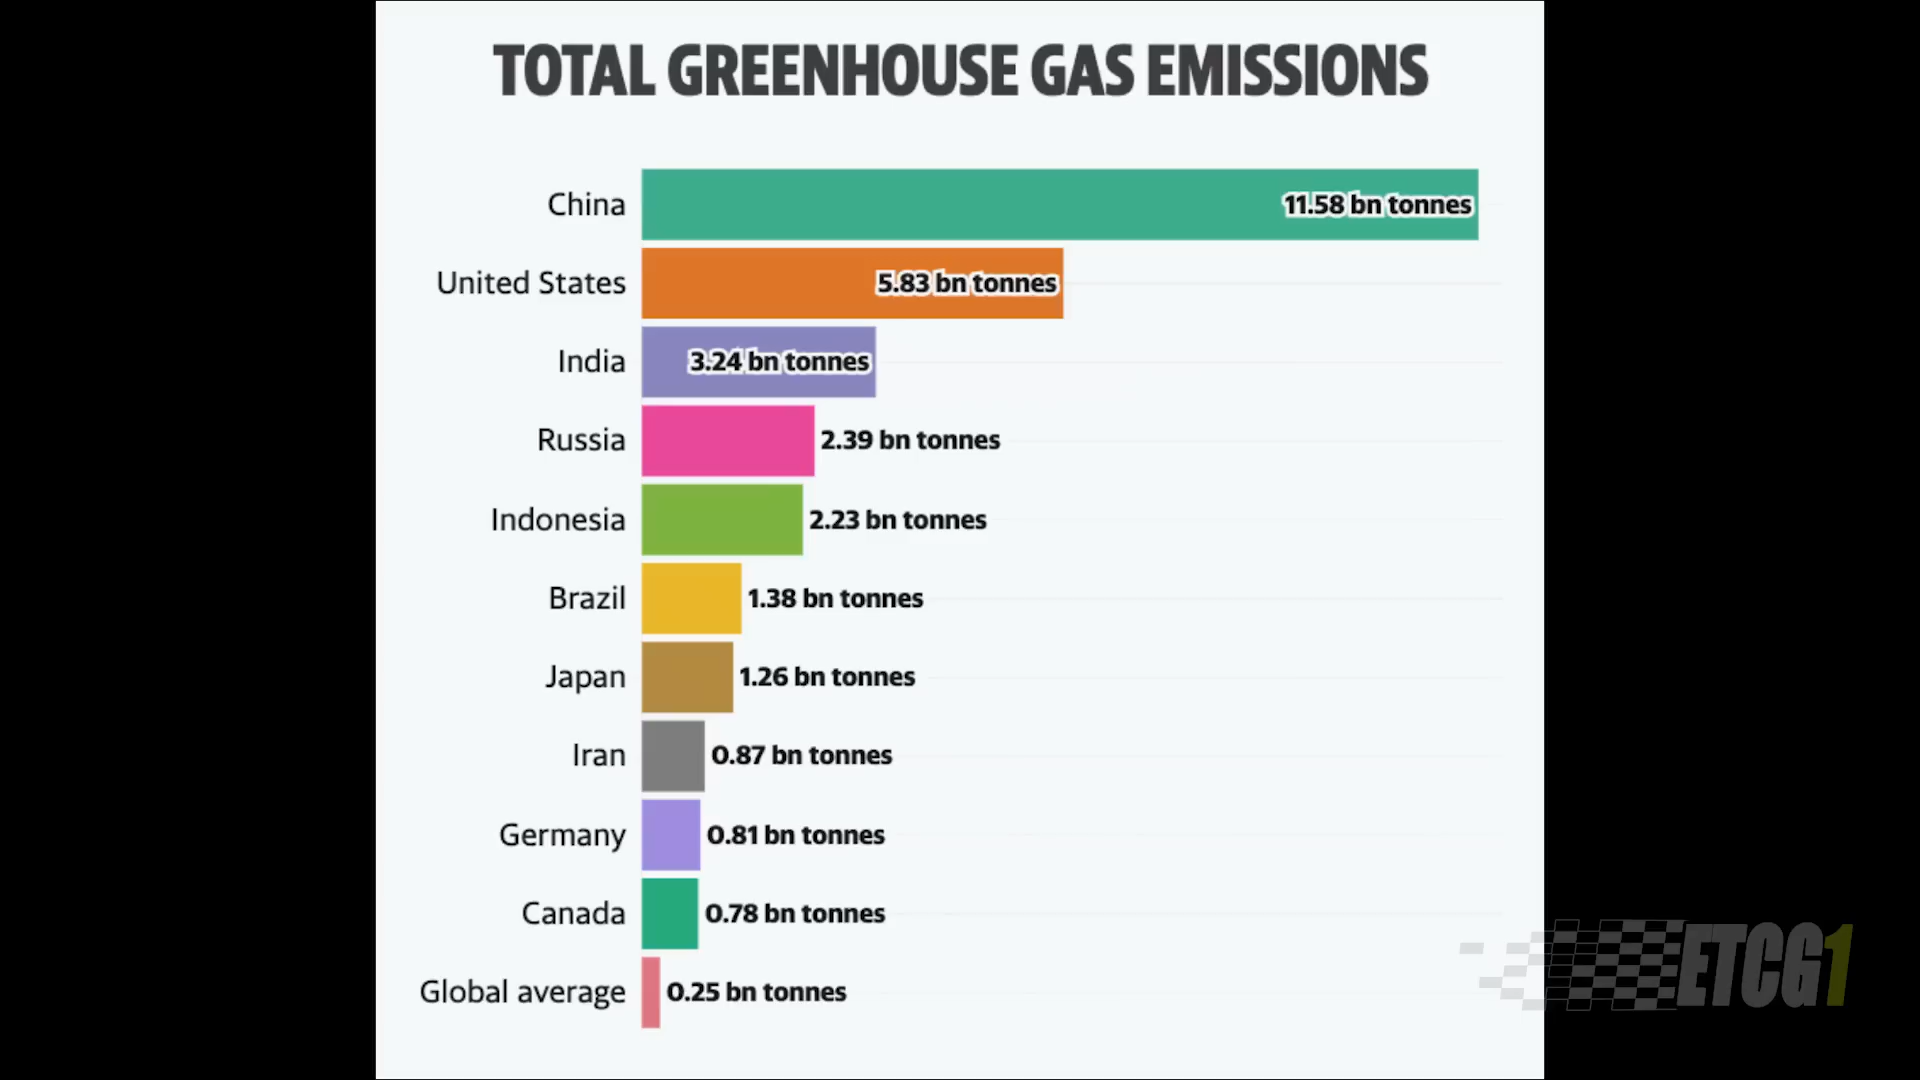 TOTAL GREENHOUSE GAS EMISSIONS
China 11.58 bn tonnes
United States 5.83 bn tonnes
India 3.24 bn tonnes
Russia 2.39 bn tonnes
Indonesia 2.23 bn tonnes
Brazil 1.38 bn tonnes
Japan 1.26 bn tonnes
Iran 0.87 bn tonnes
Germany 0.81 bn tonnes
Canada 0.78 bn tonnes
Global average 0.25 bn tonnes
ETCG1